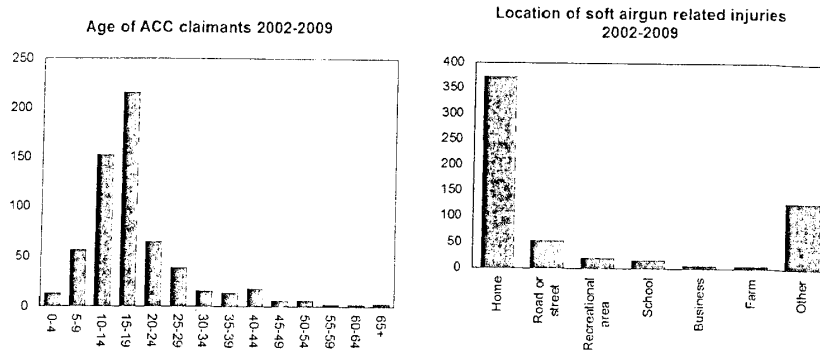 Age of ACC claimants 2002-2009
250
200
150
100
50
0
0-4
5-9
10-14
15-19
20-24
25-29
30-34
35-39
40-44
45-49
50-54
55-59
60-64
65+
Location of soft airgun related injuries
2002-2009
400
350
300
250
200
150
100
50
0
Home
Road or
street
Recreational
area
School
Business
Farm
Other